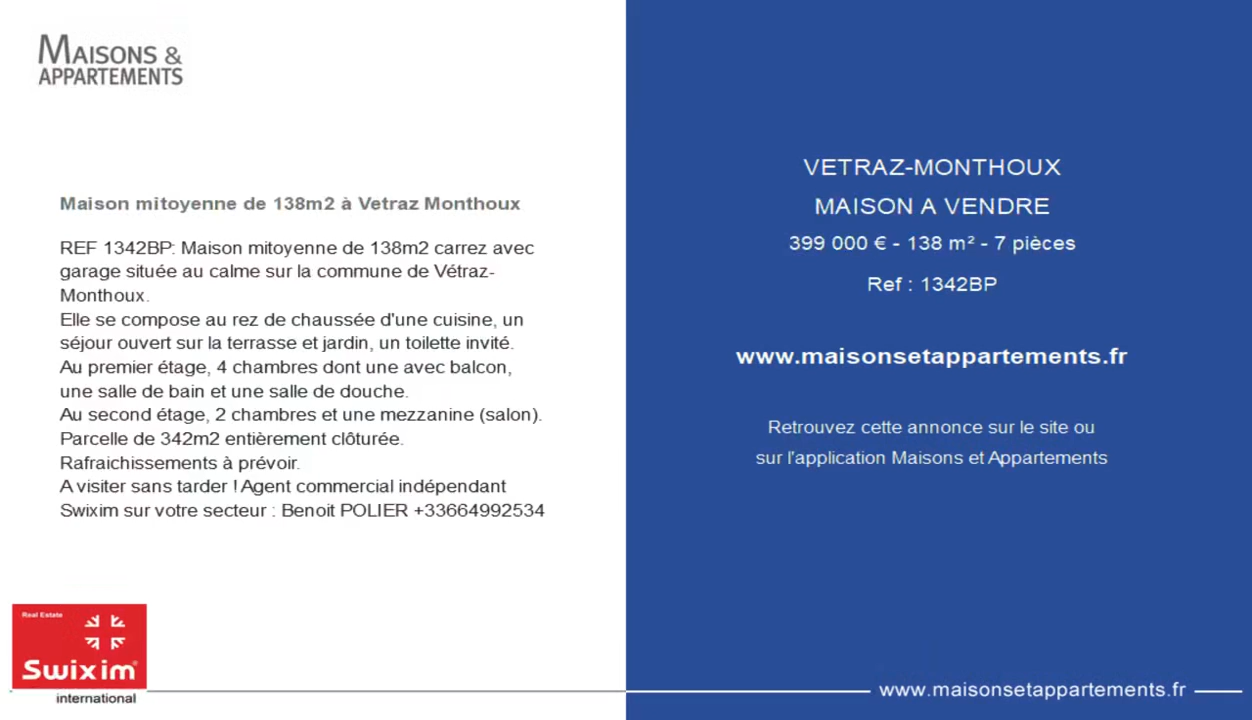 MAISONS &
APPARTEMENTS
Maison mitoyenne de 138m2 à Vetraz Monthoux
REF 1342BP: Maison mitoyenne de 138m2 carrez avec
garage située au calme sur la commune de Vétraz-
Monthoux.
Elle se compose au rez de chaussée d'une cuisine, un
séjour ouvert sur la terrasse et jardin, un toilette invité.
Au premier étage, 4 chambres dont une avec balcon,
une salle de bain et une salle de douche.
Au second étage, 2 chambres et une mezzanine (salon).
Parcelle de 342m2 entièrement clôturée.
Rafraichissements à prévoir.
A visiter sans tarder ! Agent commercial indépendant
Swixim sur votre secteur : Benoit POLIER +33664992534
Real Estate
Swixim
international
VETRAZ-MONTHOUX
MAISON A VENDRE
399 000 € - 138 m² - 7 pièces
Ref : 1342BP
www.maisonsetappartements.fr
Retrouvez cette annonce sur le site ou
sur l'application Maisons et Appartements
www.maisonsetappartements.fr